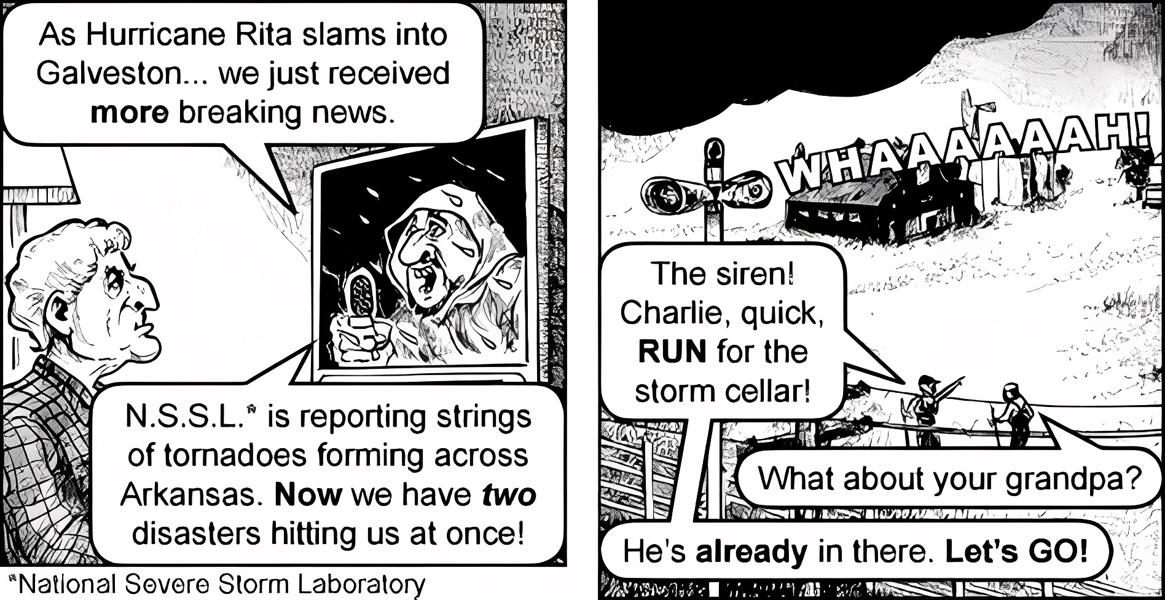 As Hurricane Rita slams into
Galveston... we just received
more breaking news.
N.S.S.L.* is reporting strings
of tornadoes forming across
Arkansas. Now we have two
disasters hitting us at once!
*National Severe Storm Laboratory
WHAAAAAAAH!
The siren!
Charlie, quick,
RUN for the
storm cellar!
What about your grandpa?
He's already in there. Let's GO!